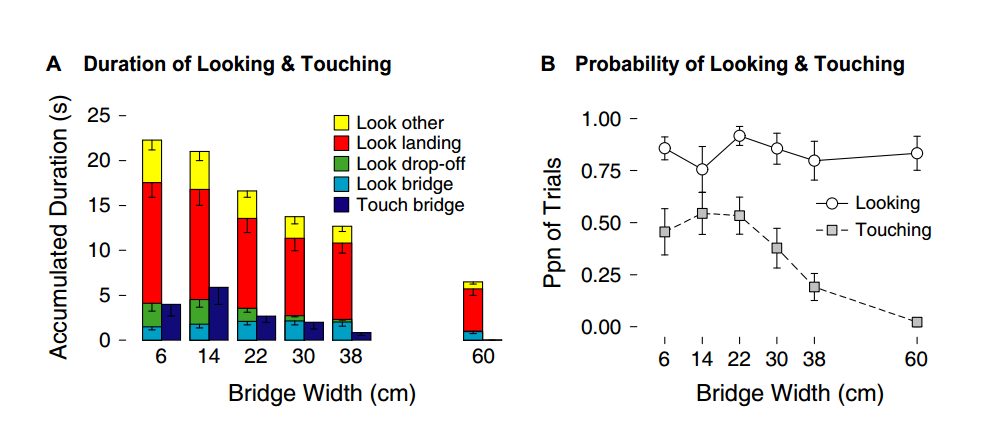 A Duration of Looking & Touching
Accumulated Duration (s)
25
20
15
10
5
0
Look other
Look landing
Look drop-off
Look bridge
Touch bridge
6 14 22 30 38 60
Bridge Width (cm)
B Probability of Looking & Touching
Ppn of Trials
1.00
0.75
0.50
0.25
0.00
Looking
Touching
6 14 22 30 38 60
Bridge Width (cm)